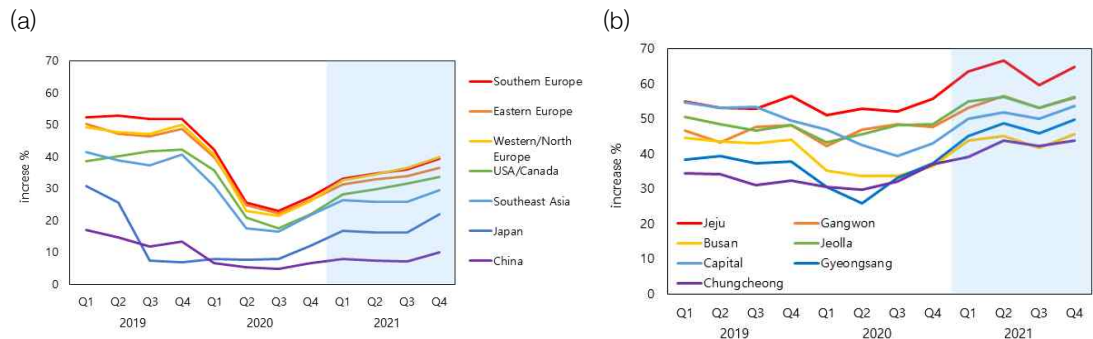 (a)
70
60
50
40
30
20
10
0
increse %
Q1 Q2 Q3 Q4 Q1 Q2 Q3 Q4 Q1 Q2 Q3 Q4
2019 2020 2021
Southern Europe
Eastern Europe
Western/North
Europe
USA/Canada
Southeast Asia
Japan
China
(b)
70
60
50
40
30
20
10
0
increase %
Jeju Gangwon
Busan Jeolla
Capital Gyeongsang
Chungcheong
Q1 Q2 Q3 Q4 Q1 Q2 Q3 Q4 Q1 Q2 Q3 Q4
2019 2020 2021